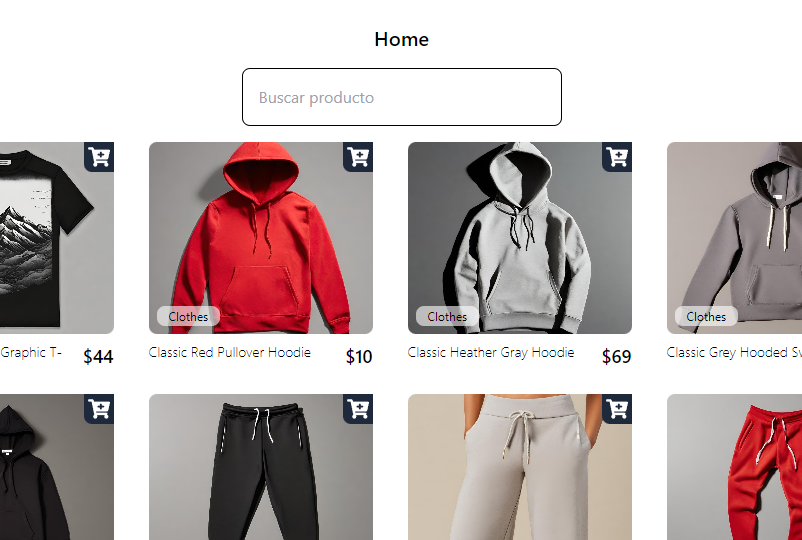 Home
Buscar producto
Clothes
Clothes
Clothes
Graphic T-
$44
Classic Red Pullover Hoodie
$10
Classic Heather Gray Hoodie
$69
Classic Grey Hooded